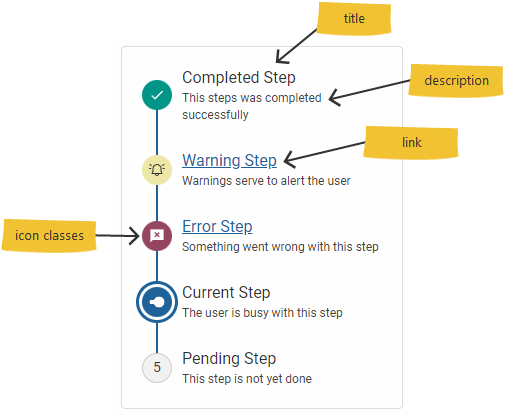 title
Completed Step
description
This steps was completed
successfully
link
Warning Step
Warnings serve to alert the user
icon classes
Error Step
Something went wrong with this step
Current Step
The user is busy with this step
5
Pending Step
This step is not yet done